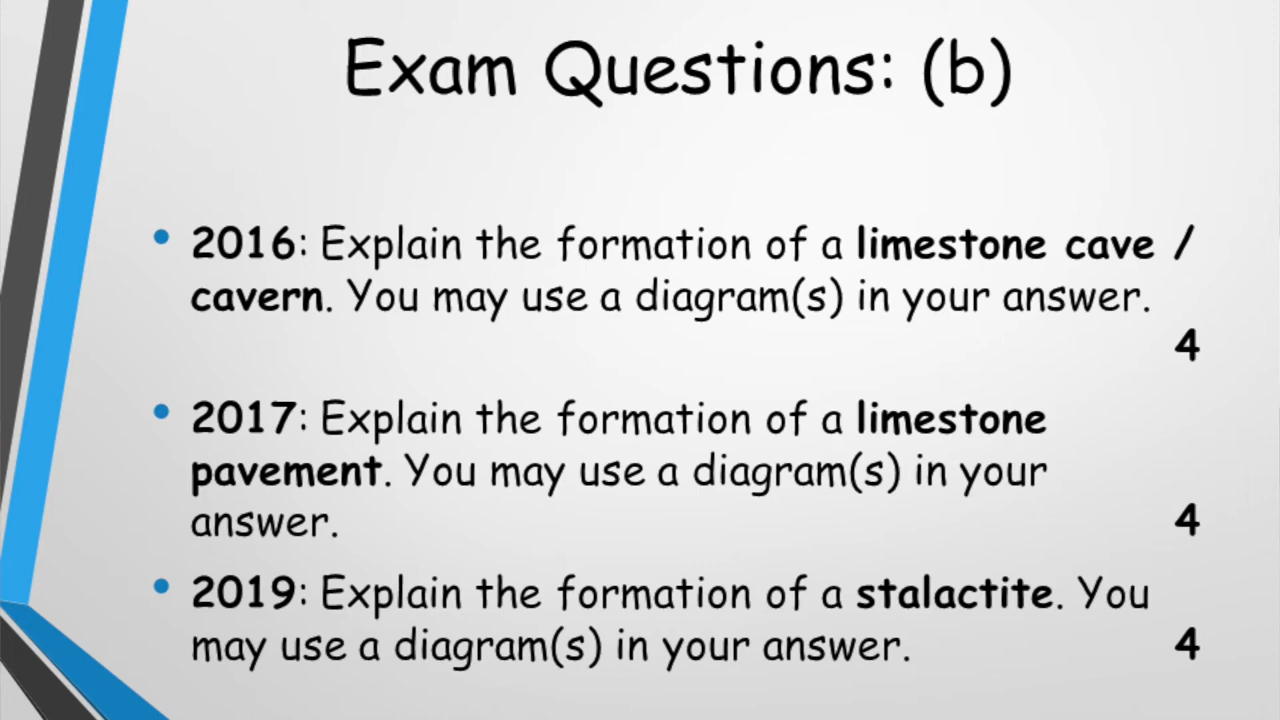 Exam Questions: (b)
• 2016: Explain the formation of a limestone cave /
cavern. You may use a diagram(s) in your answer.
4
• 2017: Explain the formation of a limestone
pavement. You may use a diagram(s) in your
answer. 4
• 2019: Explain the formation of a stalactite. You
may use a diagram(s) in your answer. 4